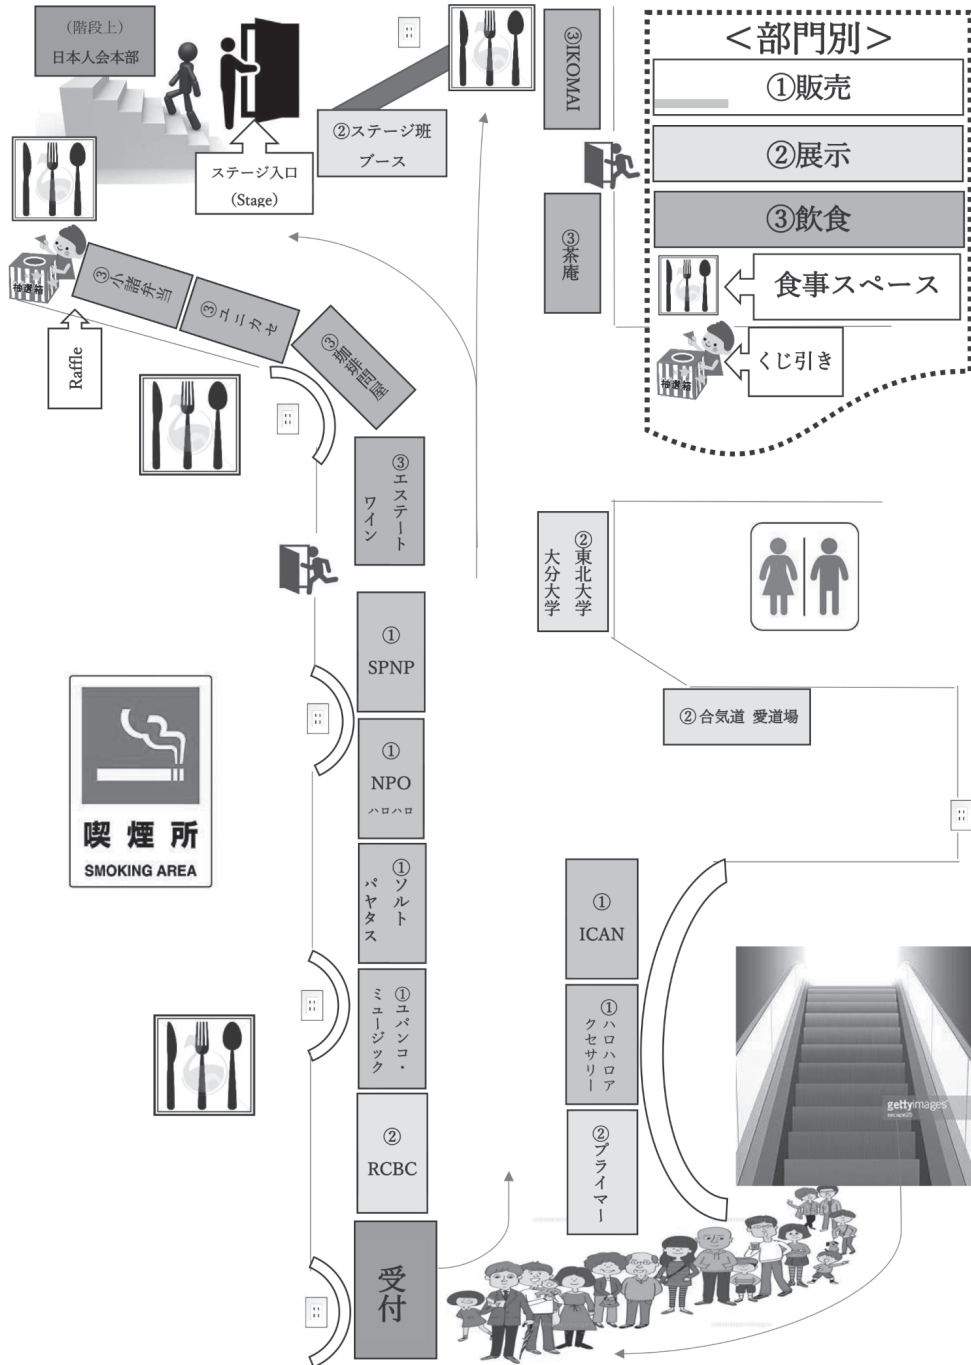 (階段上)
日本人会本部
ステージ入口
(Stage)
②ステージ班
ブース
③IKOMAI
③茶庵
＜部門別＞
①販売
②展示
③飲食
食事スペース
抽選箱
くじ引き
抽選箱
Raffle
③小諸弁当
③ユニカセ
③珈琲問屋
③エステート
ワイン
②東北大学
大分大学
①
SPNP
①
NPO
ハロハロ
②合気道 愛道場
喫煙所
SMOKING AREA
①ソルト
パヤタス
①
ICAN
①ユパンコ・
ミュージック
①ハロハロア
クセサリー
②
RCBC
②プライマー
受付
gettyimages